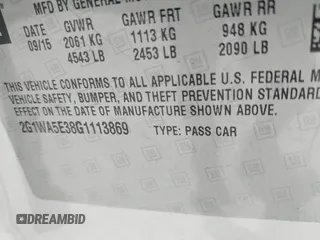 MFD BY GENERAL MO
DATE GVWR GAWR FRT GAWR RR
09/15 2061 KG 1113 KG 948 KG
4543 LB 2453 LB 2090 LB
THIS VEHICLE CONFORMS TO ALL APPLICABLE U.S. FEDERAL
VEHICLE SAFETY, BUMPER, AND THEFT PREVENTION STANDARD
EFFECT ON THE DATE OF MANUFACTURE SHOWN ABOVE.
2G1WA5E38G1113869 TYPE: PASS CAR
DREAMBID